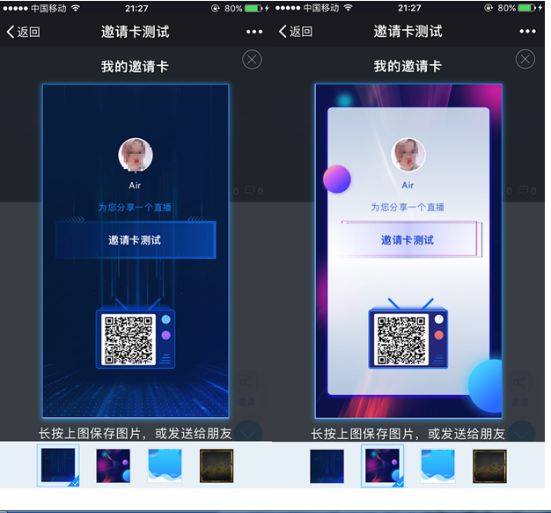 中国移动 21:27 80%
返回 邀请卡测试
我的邀请卡
Air
为您分享一个直播
邀请卡测试
长按上图保存图片，或发送给朋友
中国移动 21:27 80%
返回 邀请卡测试
我的邀请卡
Air
为您分享一个直播
邀请卡测试
长按上图保存图片，或发送给朋友